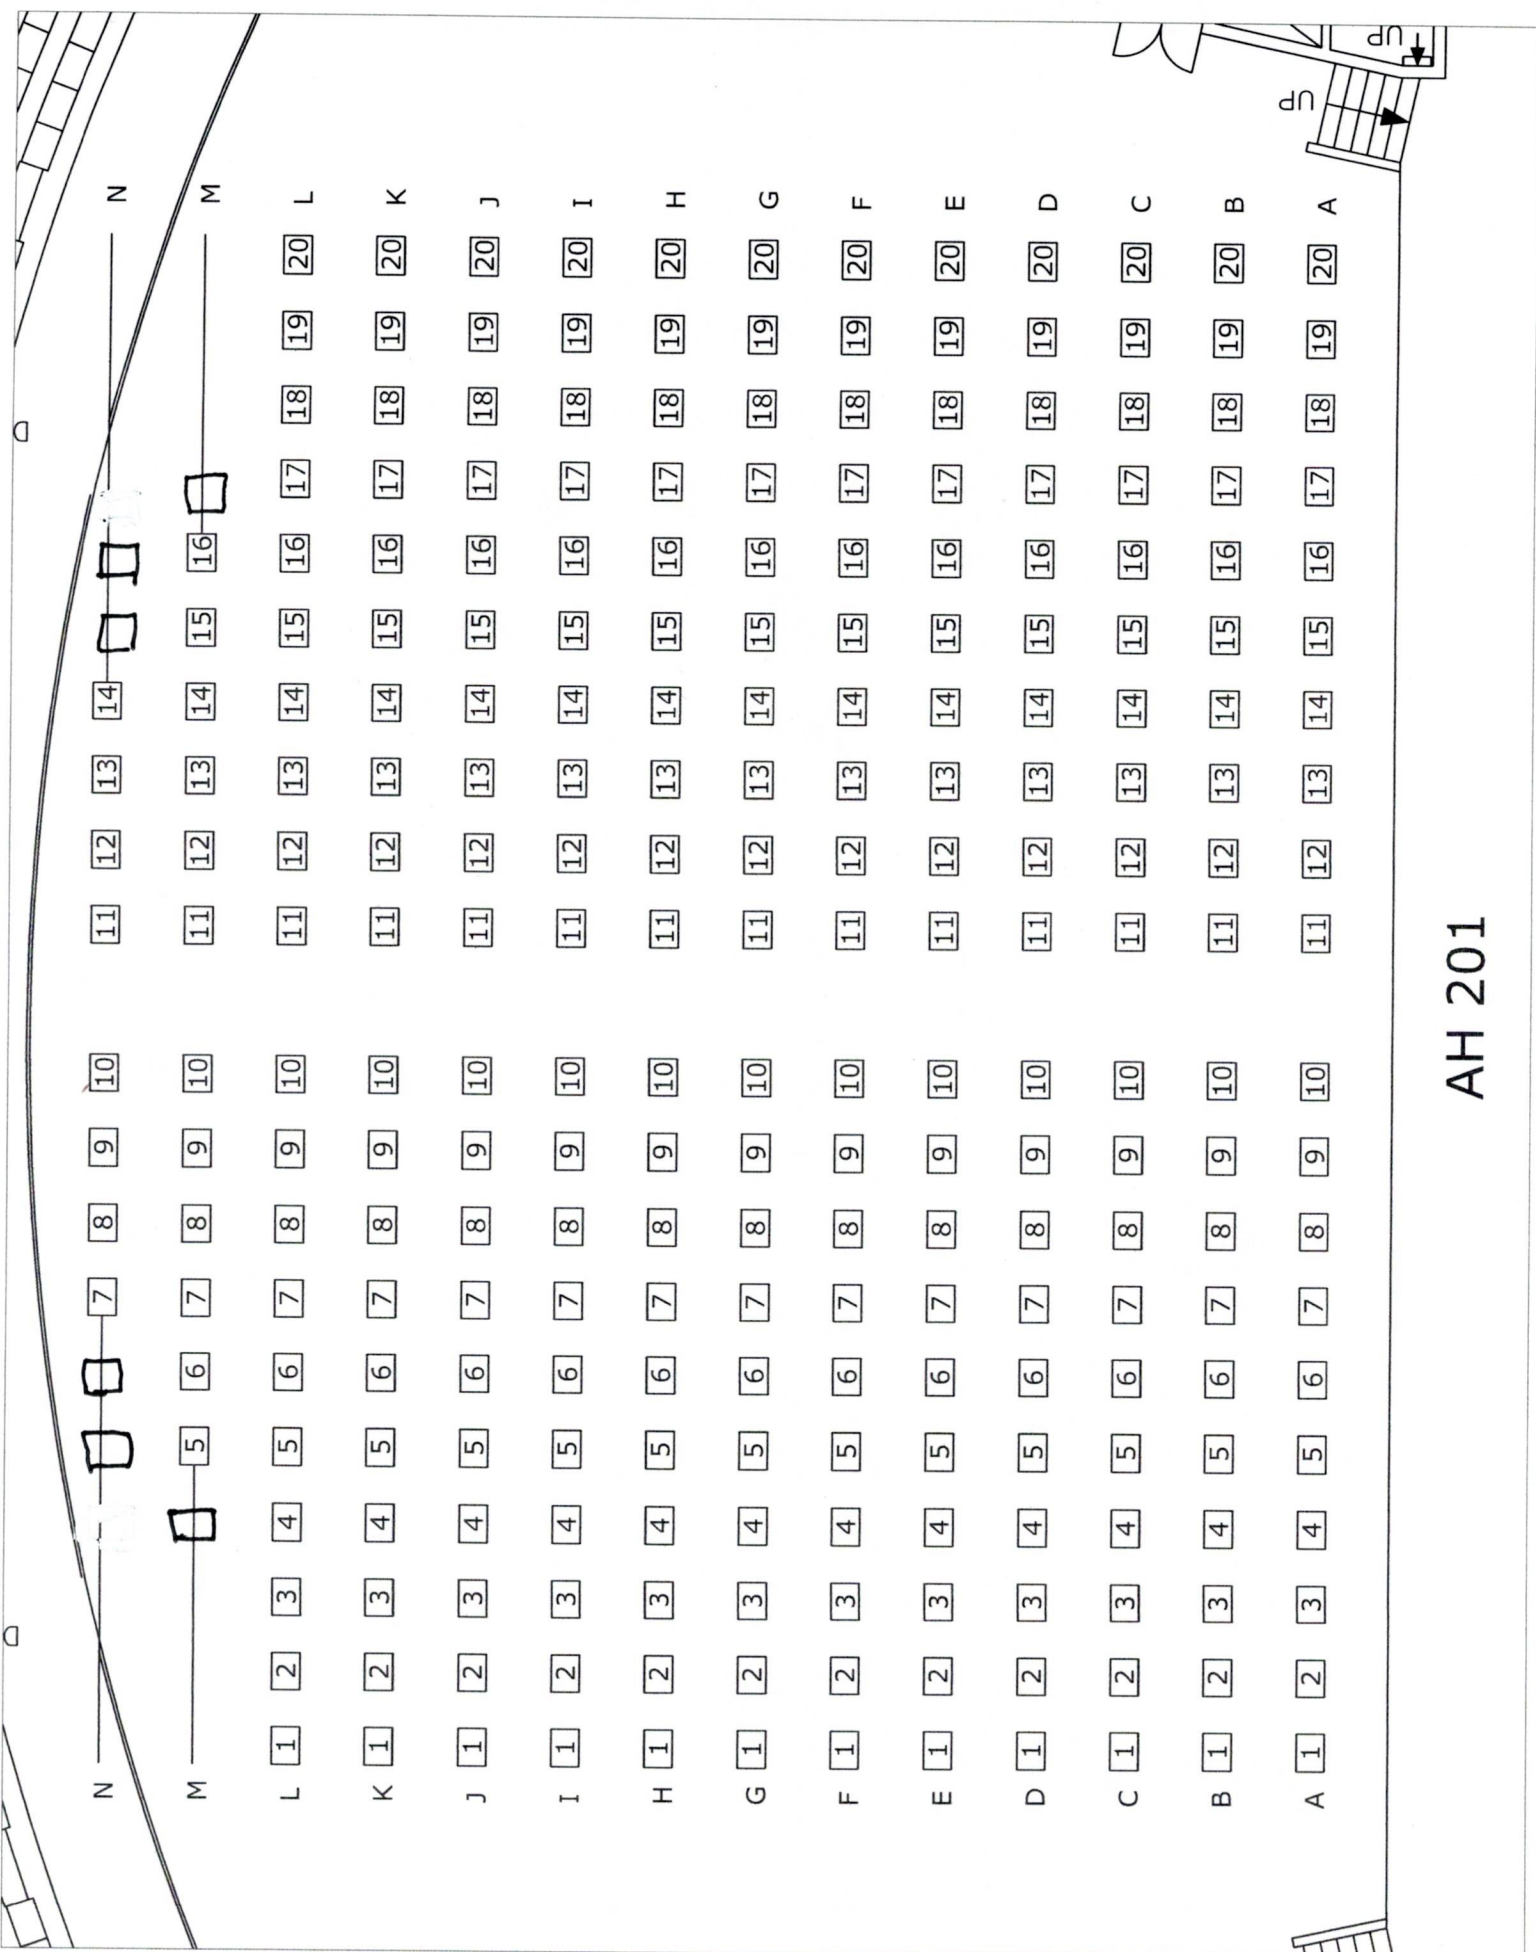 N 7 8 9 10 11 12 13 14 N
M 5 6 7 8 9 10 11 12 13 14 15 16 M
L 1 2 3 4 5 6 7 8 9 10 11 12 13 14 15 16 17 18 19 20 L
K 1 2 3 4 5 6 7 8 9 10 11 12 13 14 15 16 17 18 19 20 K
J 1 2 3 4 5 6 7 8 9 10 11 12 13 14 15 16 17 18 19 20 J
I 1 2 3 4 5 6 7 8 9 10 11 12 13 14 15 16 17 18 19 20 I
H 1 2 3 4 5 6 7 8 9 10 11 12 13 14 15 16 17 18 19 20 H
G 1 2 3 4 5 6 7 8 9 10 11 12 13 14 15 16 17 18 19 20 G
F 1 2 3 4 5 6 7 8 9 10 11 12 13 14 15 16 17 18 19 20 F
E 1 2 3 4 5 6 7 8 9 10 11 12 13 14 15 16 17 18 19 20 E
D 1 2 3 4 5 6 7 8 9 10 11 12 13 14 15 16 17 18 19 20 D
C 1 2 3 4 5 6 7 8 9 10 11 12 13 14 15 16 17 18 19 20 C
B 1 2 3 4 5 6 7 8 9 10 11 12 13 14 15 16 17 18 19 20 B
A 1 2 3 4 5 6 7 8 9 10 11 12 13 14 15 16 17 18 19 20 A
UP
UP
AH 201